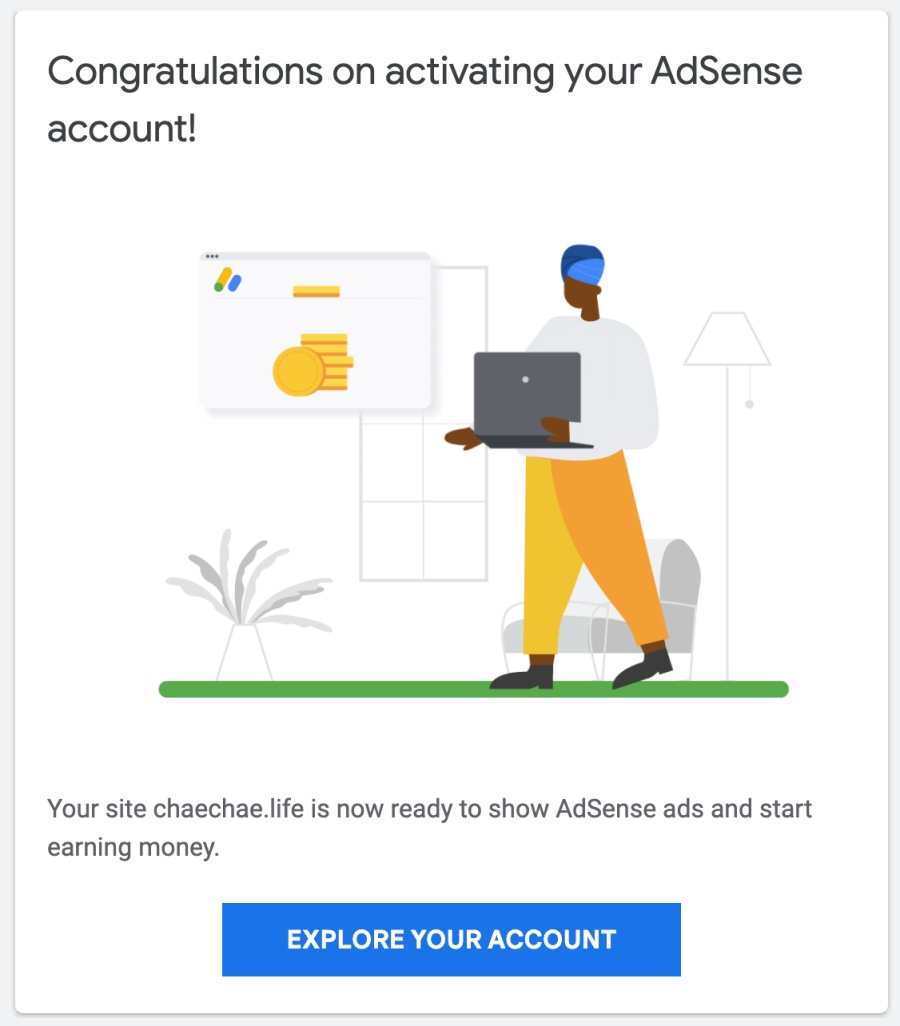 Congratulations on activating your AdSense
account!
Your site chaechae.life is now ready to show AdSense ads and start
earning money.
EXPLORE YOUR ACCOUNT